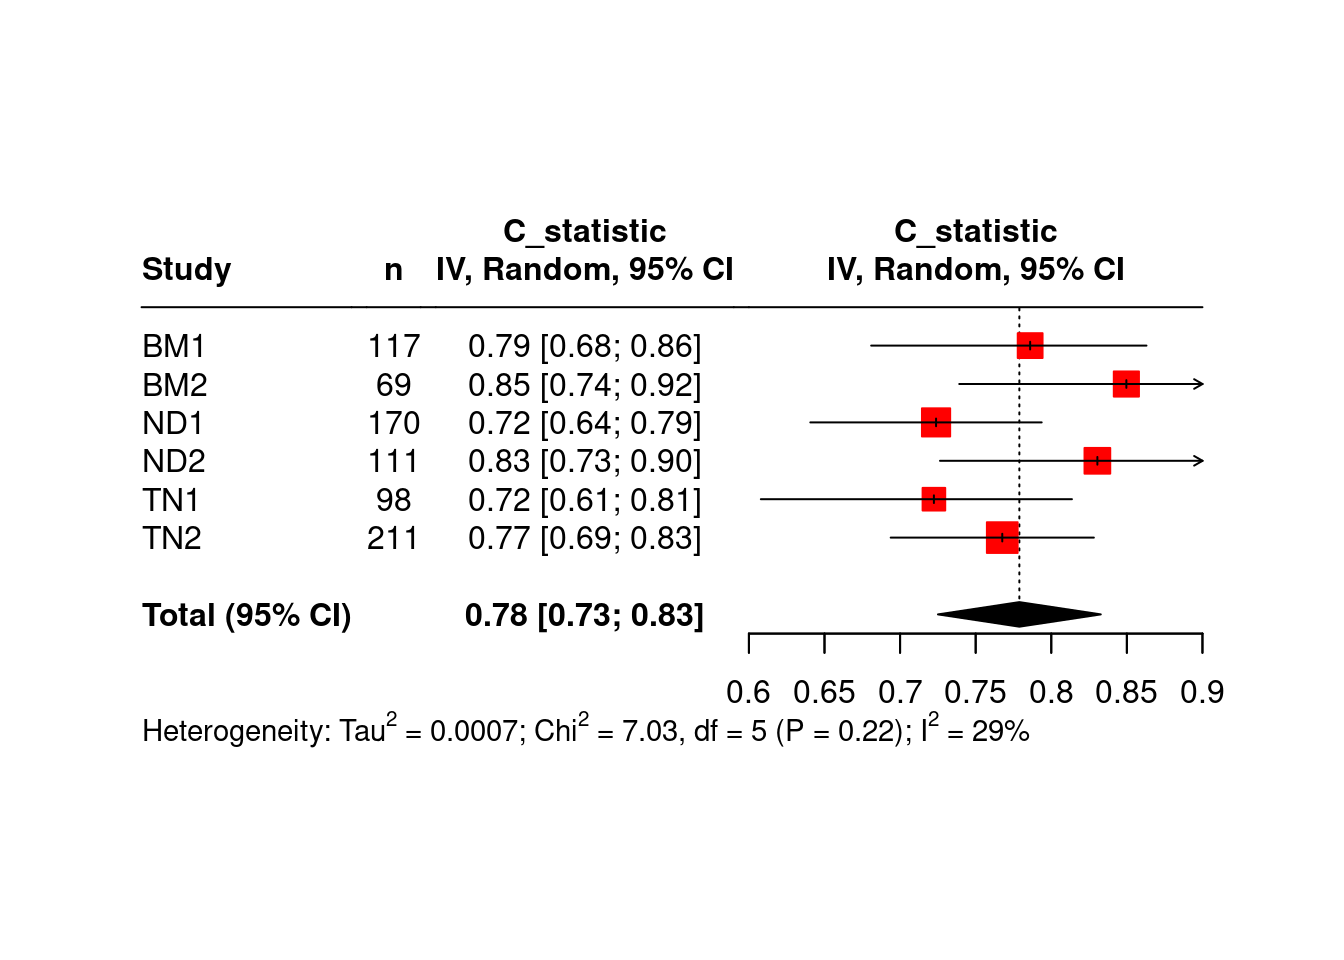 C_statistic C_statistic
Study n IV, Random, 95% CI IV, Random, 95% CI
BM1 117 0.79 [0.68; 0.86]
BM2 69 0.85 [0.74; 0.92]
ND1 170 0.72 [0.64; 0.79]
ND2 111 0.83 [0.73; 0.90]
TN1 98 0.72 [0.61; 0.81]
TN2 211 0.77 [0.69; 0.83]
Total (95% CI) 0.78 [0.73; 0.83]
0.6 0.65 0.7 0.75 0.8 0.85 0.9
Heterogeneity: Tau² = 0.0007; Chi² = 7.03, df = 5 (P = 0.22); I² = 29%